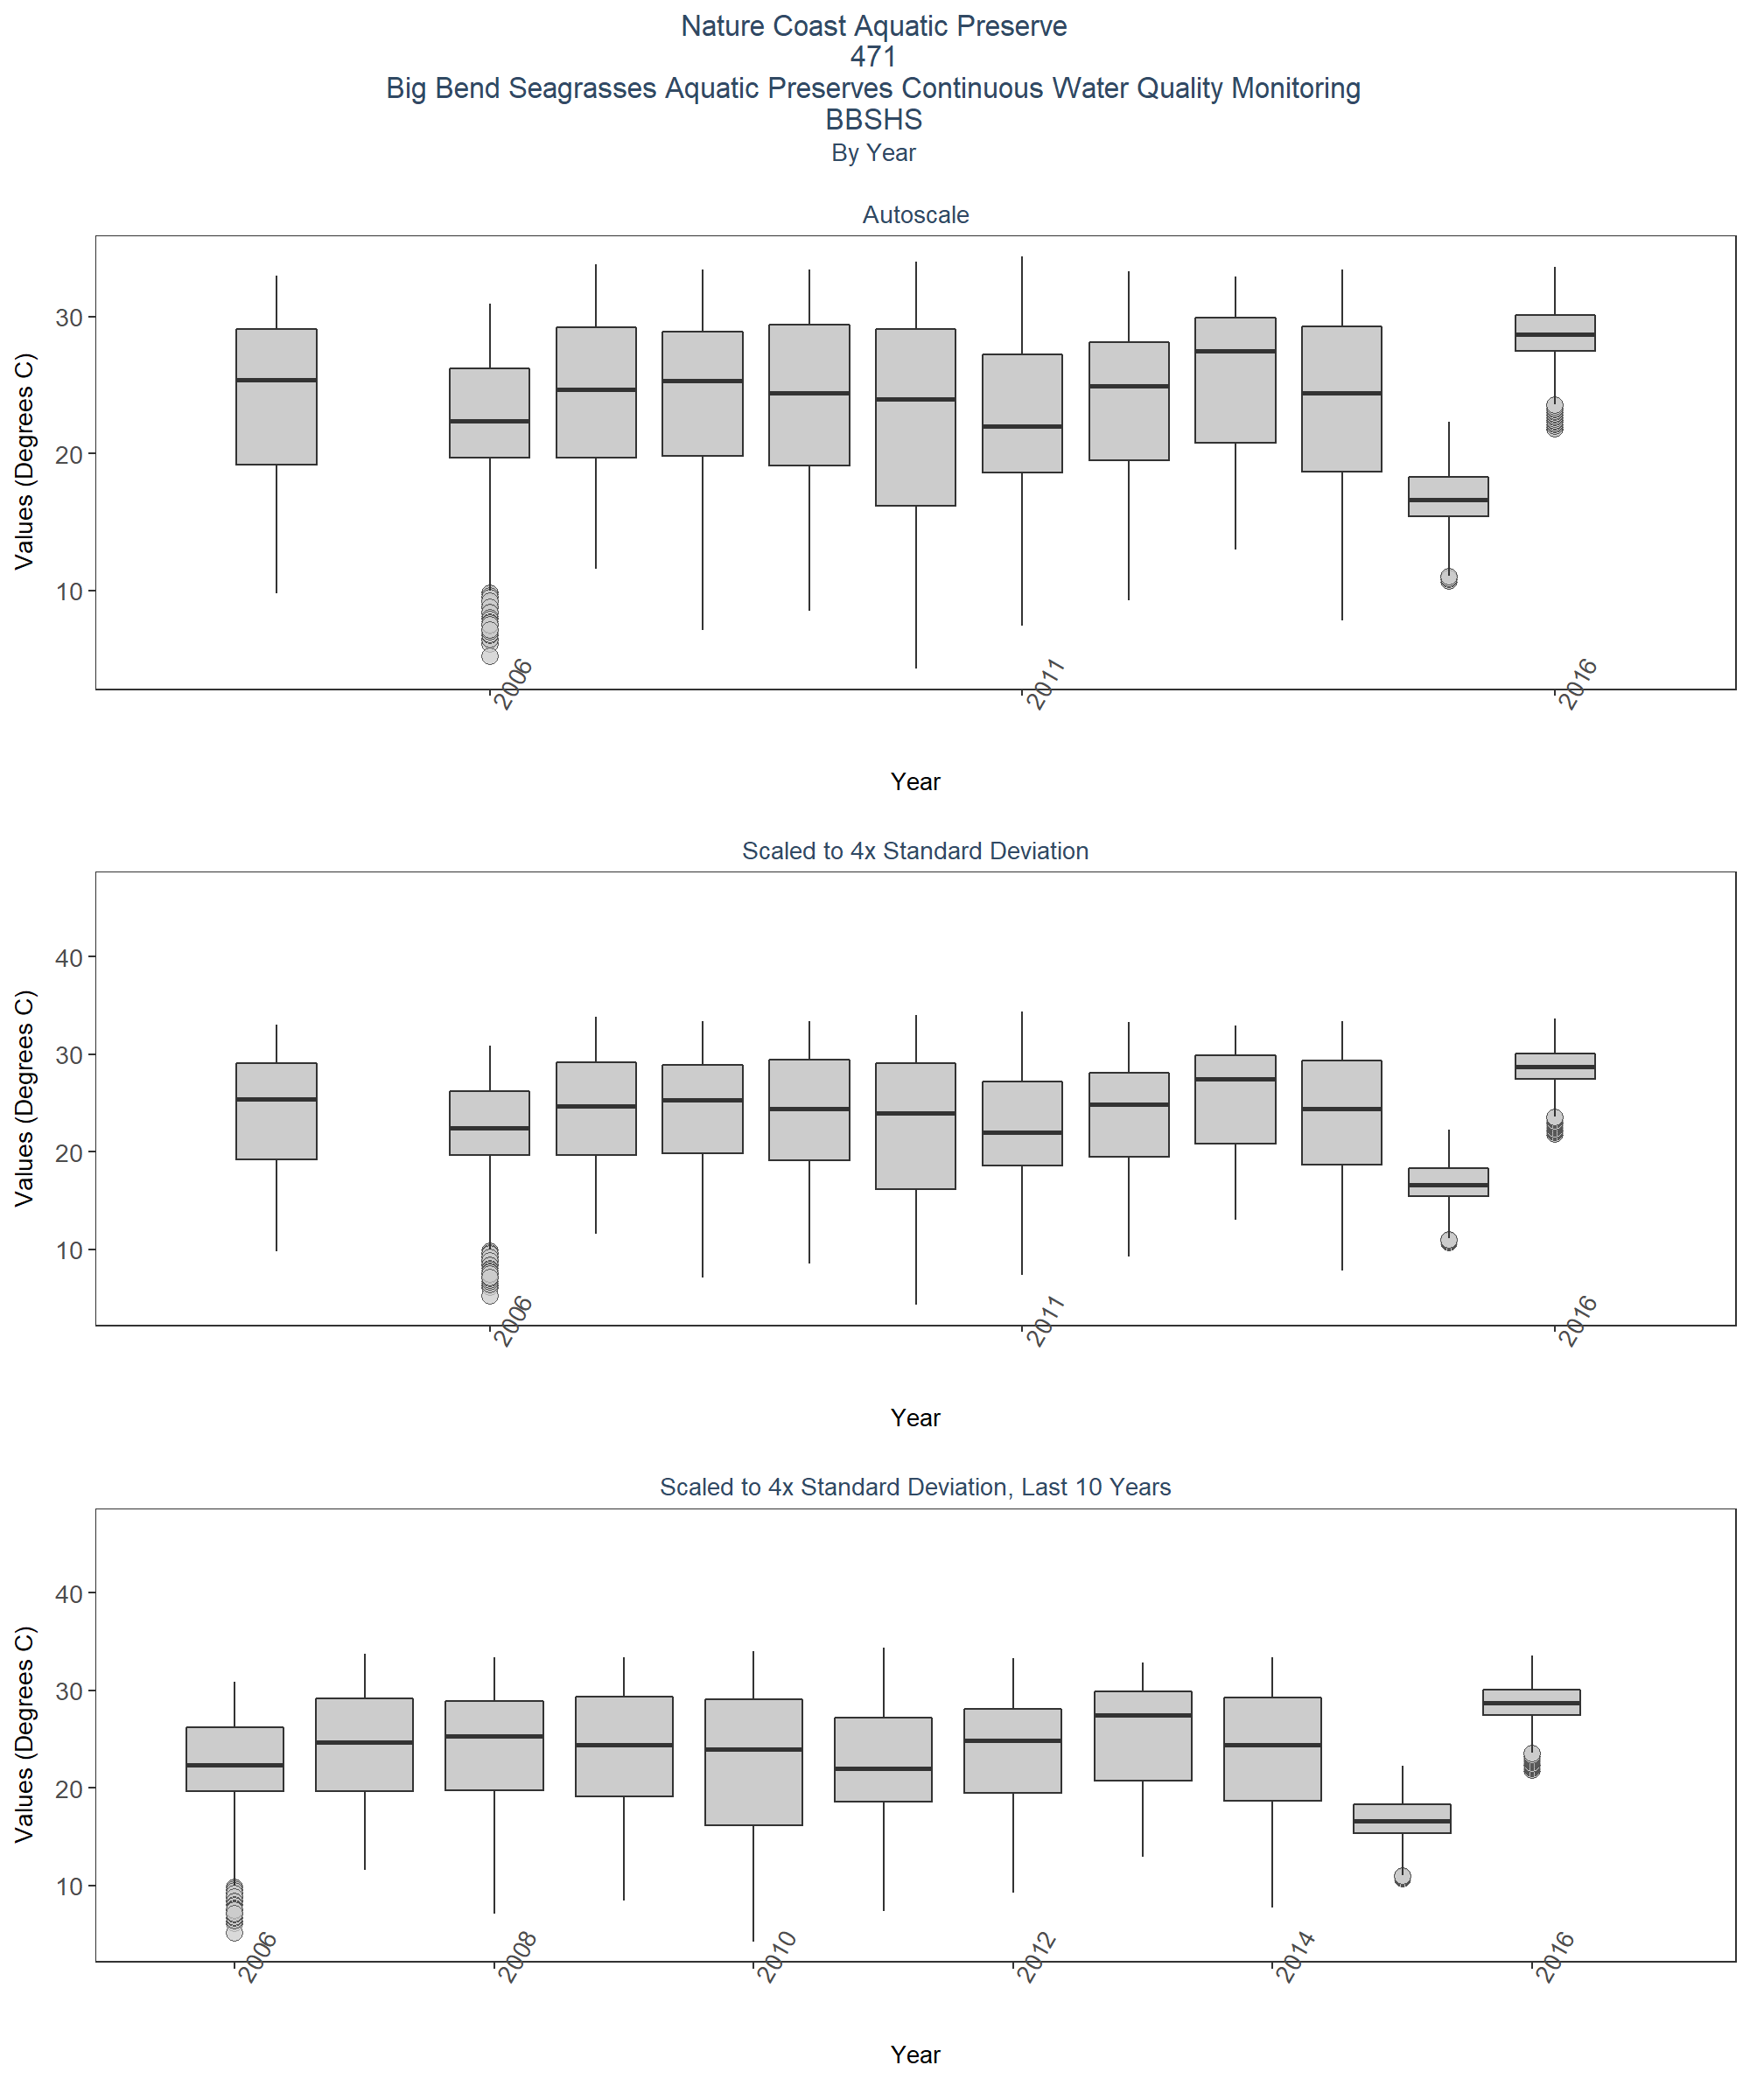 Nature Coast Aquatic Preserve
471
Big Bend Seagrasses Aquatic Preserves Continuous Water Quality Monitoring
BBSHS
By Year
Autoscale
Values (Degrees C)
30
20
10
2006
2011
2016
Year
Scaled to 4x Standard Deviation
Values (Degrees C)
40
30
20
10
2006
2011
2016
Year
Scaled to 4x Standard Deviation, Last 10 Years
Values (Degrees C)
40
30
20
10
2006
2008
2010
2012
2014
2016
Year